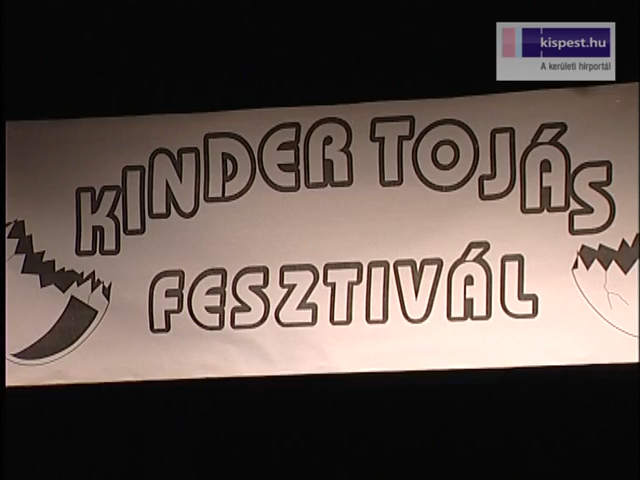 kispest.hu
A kerületi hírportál
KINDER TOJÁS
FESZTIVÁL